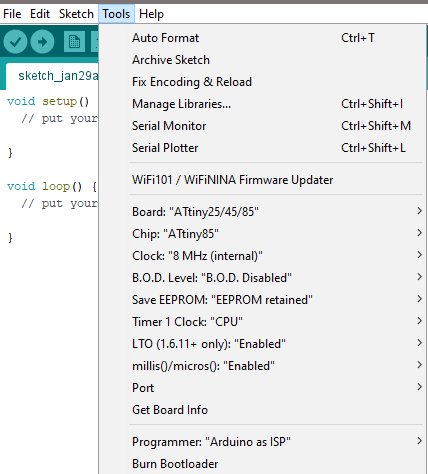 File Edit Sketch Tools Help
sketch_jan29a
void setup()
// put your
}
void loop() {
// put your
}
Auto Format Ctrl+T
Archive Sketch
Fix Encoding & Reload
Manage Libraries... Ctrl+Shift+I
Serial Monitor Ctrl+Shift+M
Serial Plotter Ctrl+Shift+L
WiFi101 / WiFiNINA Firmware Updater
Board: "ATtiny25/45/85"
Chip: "ATtiny85"
Clock: "8 MHz (internal)"
B.O.D. Level: "B.O.D. Disabled"
Save EEPROM: "EEPROM retained"
Timer 1 Clock: "CPU"
LTO (1.6.11+ only): "Enabled"
millis()/micros(): "Enabled"
Port
Get Board Info
Programmer: "Arduino as ISP"
Burn Bootloader